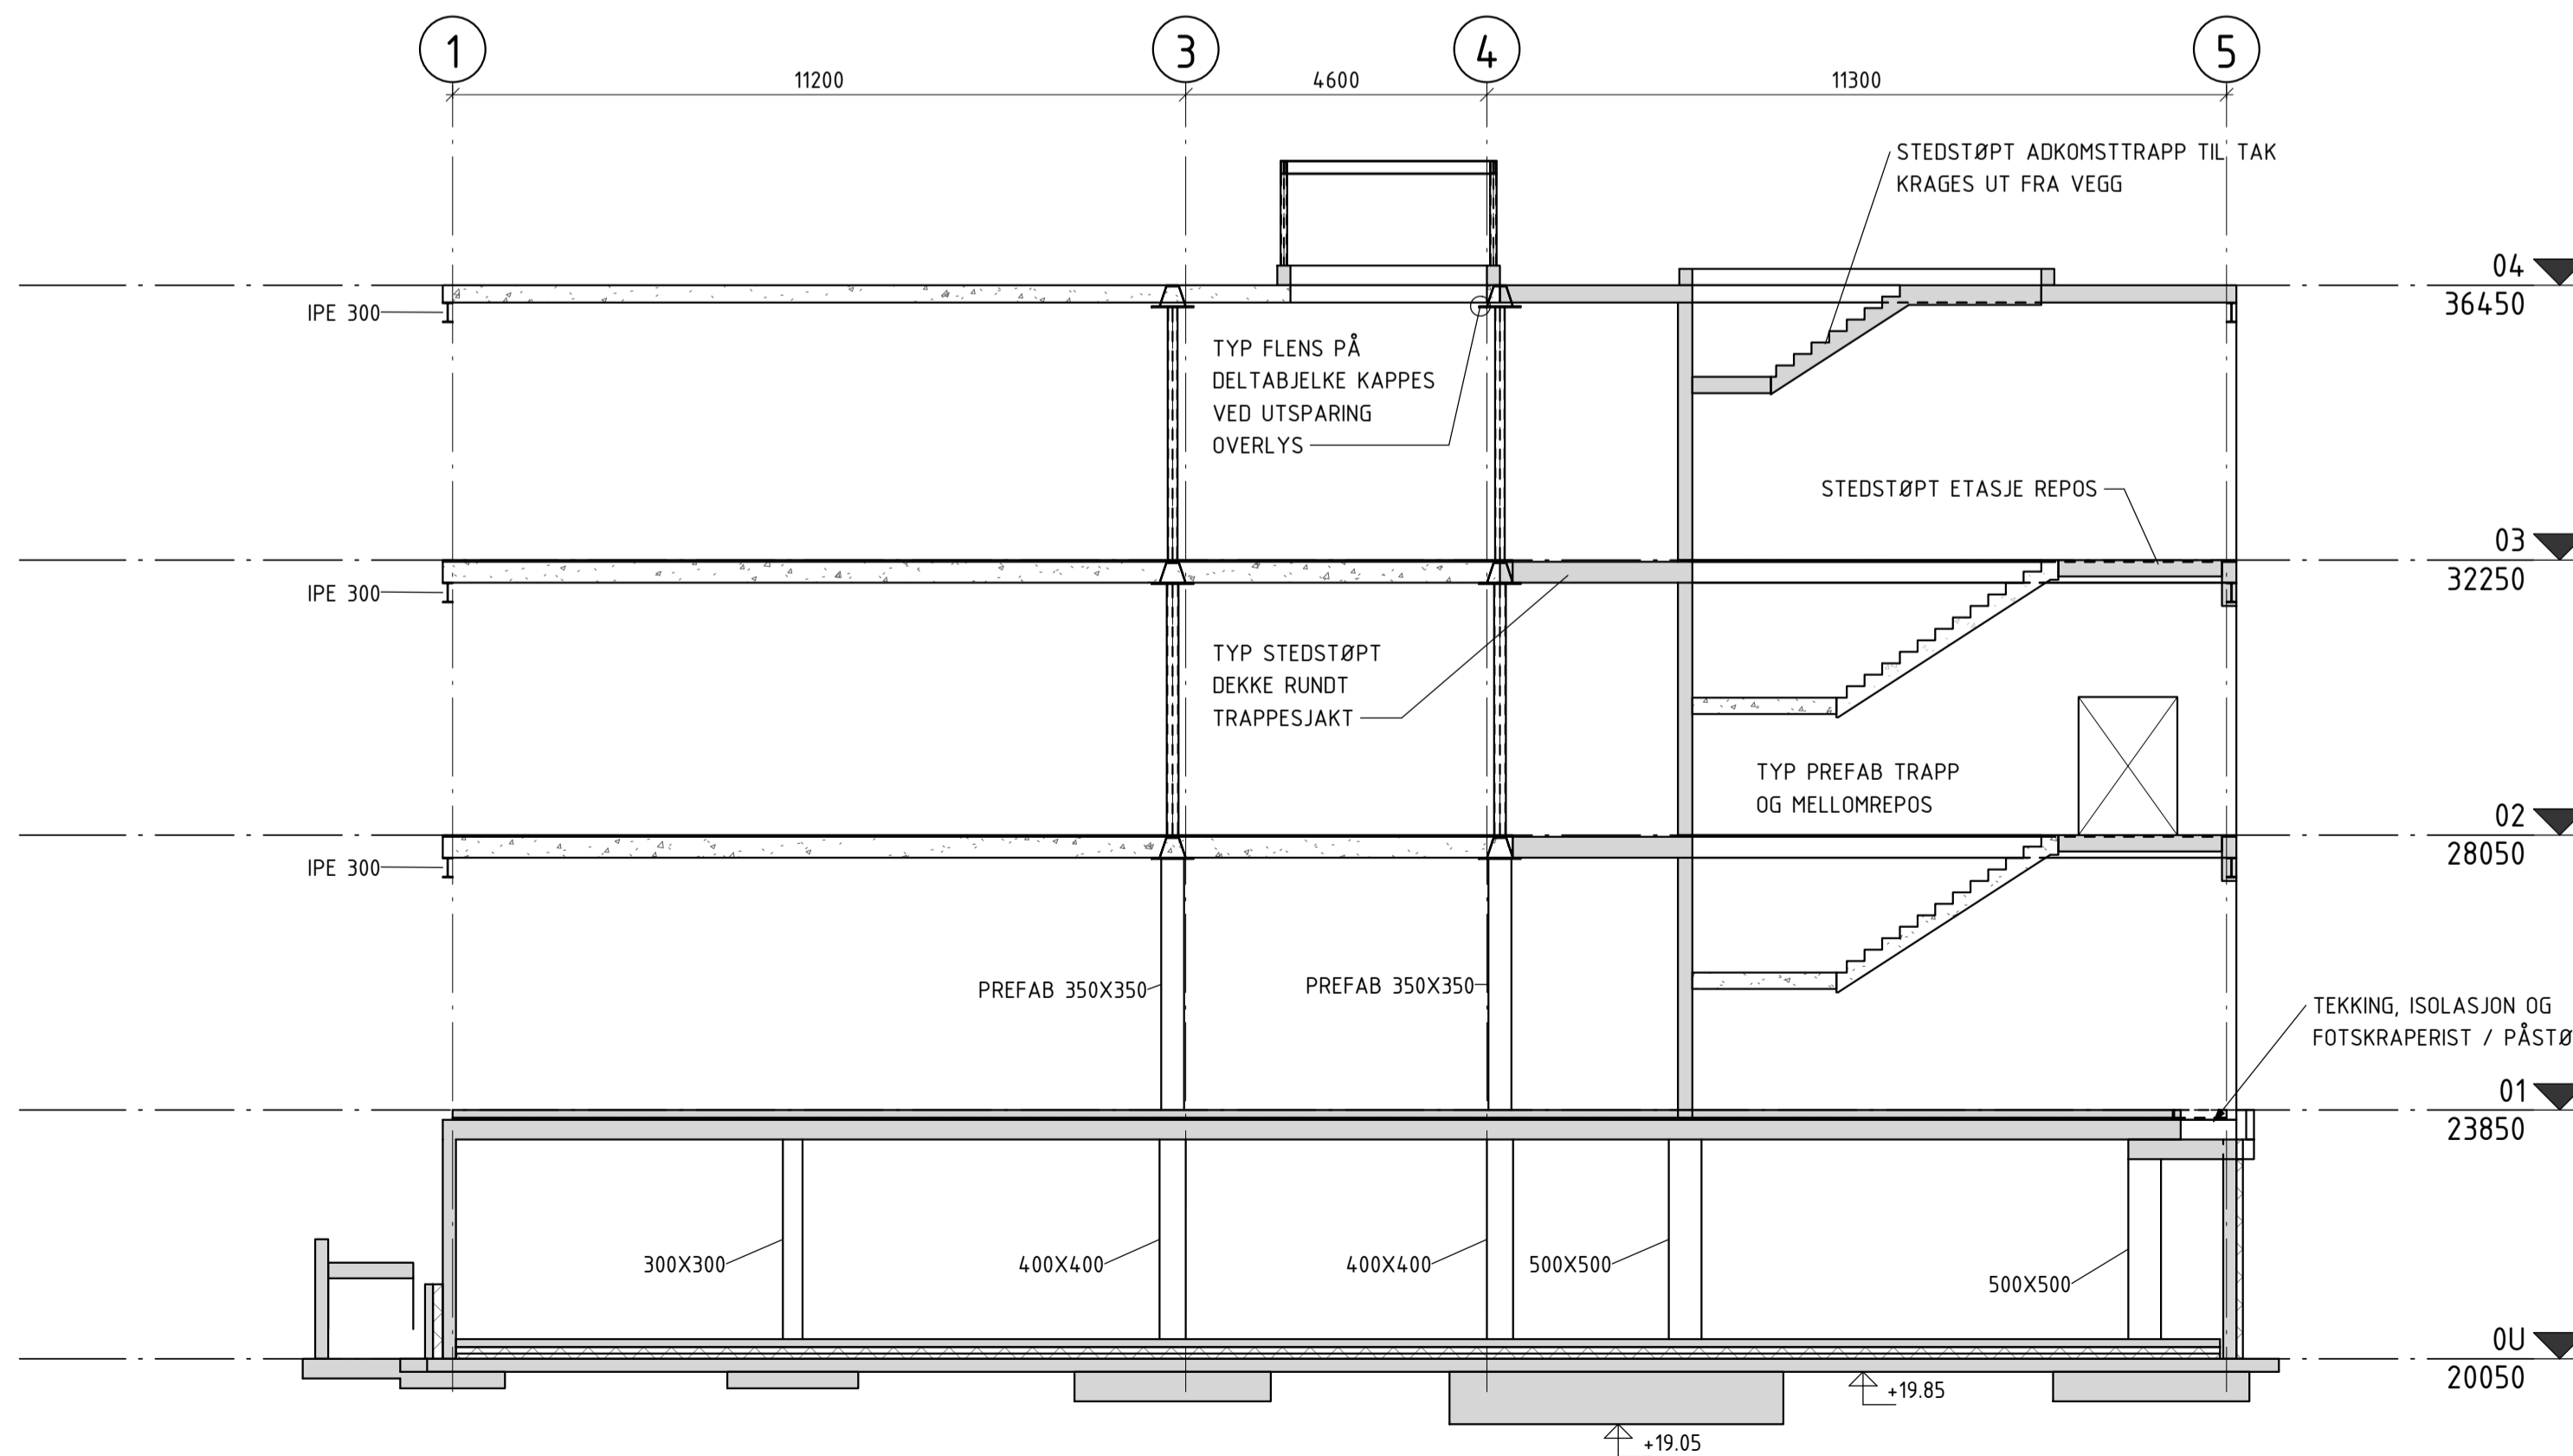 1
3
4
5
11200
4600
11300
STEDSTØPT ADKOMSTTRAPP TIL TAK
KRAGES UT FRA VEGG
04
36450
IPE 300
TYP FLENS PÅ
DELTABJELKE KAPPES
VED UTSPARING
OVERLYS
STEDSTØPT ETASJE REPOS
03
32250
IPE 300
TYP STEDSTØPT
DEKKE RUNDT
TRAPPESJAKT
TYP PREFAB TRAPP
OG MELLOMREPOS
02
28050
IPE 300
PREFAB 350X350
PREFAB 350X350
TEKKING, ISOLASJON OG
FOTSKRAPERIST / PÅSTØ
01
23850
300X300
400X400
400X400
500X500
500X500
0U
20050
+19.85
+19.05